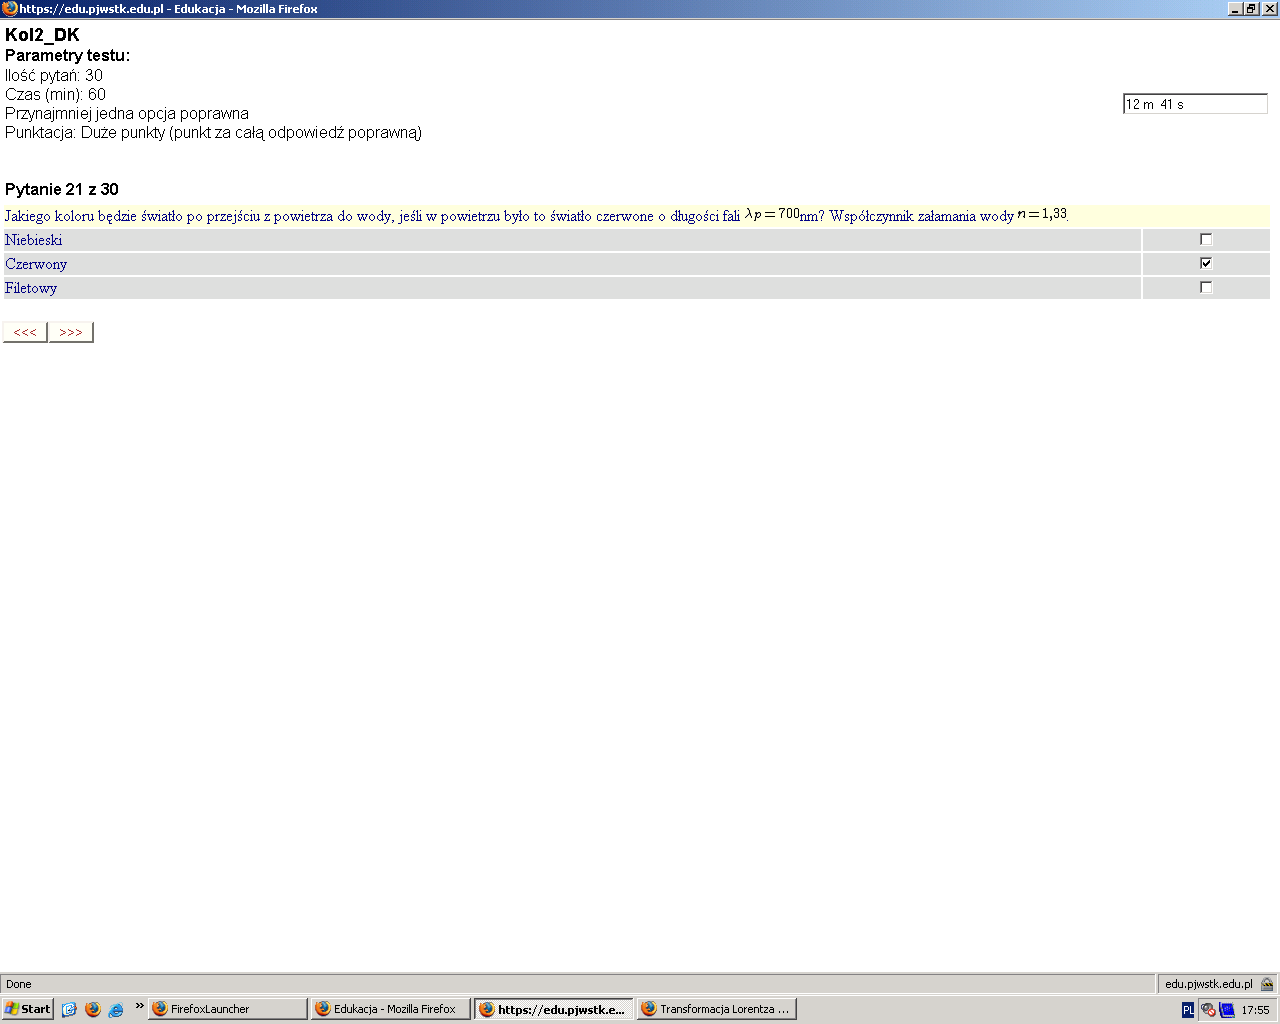 https://edu.pjwstk.edu.pl - Edukacja - Mozilla Firefox
Kol2_DK
Parametry testu:
Ilość pytań: 30
Czas (min): 60
Przynajmniej jedna opcja poprawna
Punktacja: Duże punkty (punkt za całą odpowiedź poprawną)
12 m 41 s
Pytanie 21 z 30
Jakiego koloru będzie światło po przejściu z powietrza do wody, jeśli w powietrzu było to światło czerwone o długości fali λp = 700nm? Współczynnik załamania wody n = 1,33.
Niebieski
Czerwony
Filetowy
<<< >>>
Done edu.pjwstk.edu.pl
Start » FirefoxLauncher Edukacja - Mozilla Firefox https://edu.pjwstk.e... Transformacja Lorentza ... PL 17:55